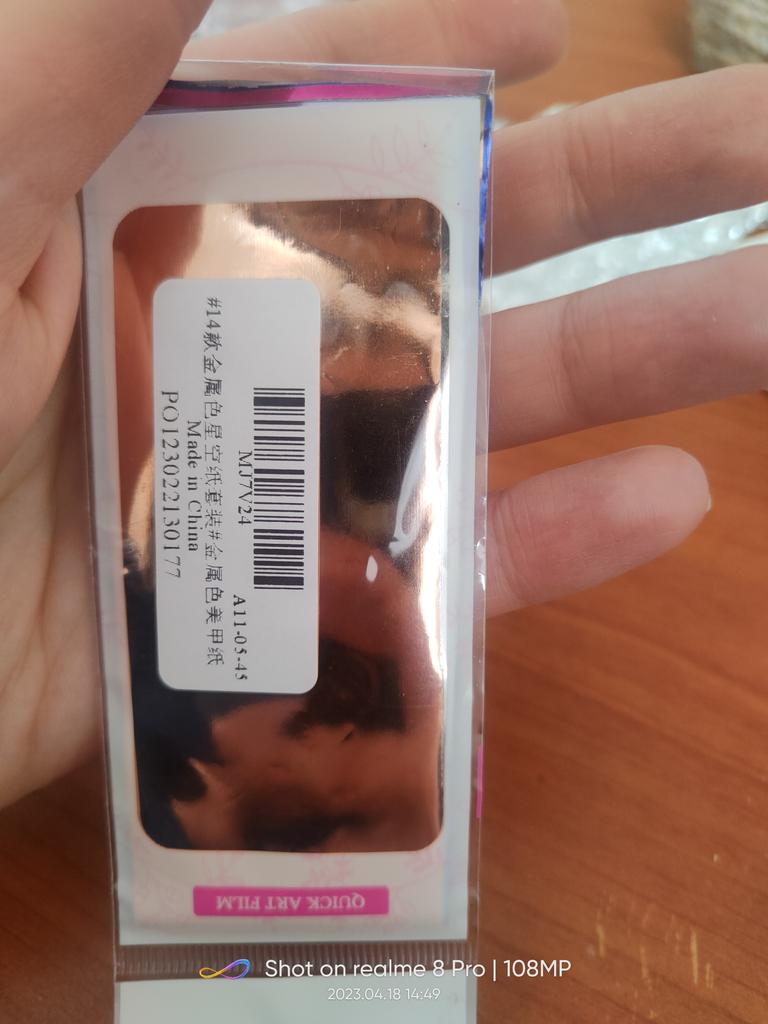 MJ7V24
A11-05-45
#14款金属色星空纸套装#金属色美甲纸
Made in China
PO123022130177
QUICK ART FILM
Shot on realme 8 Pro | 108MP
2023.04.18 14:49